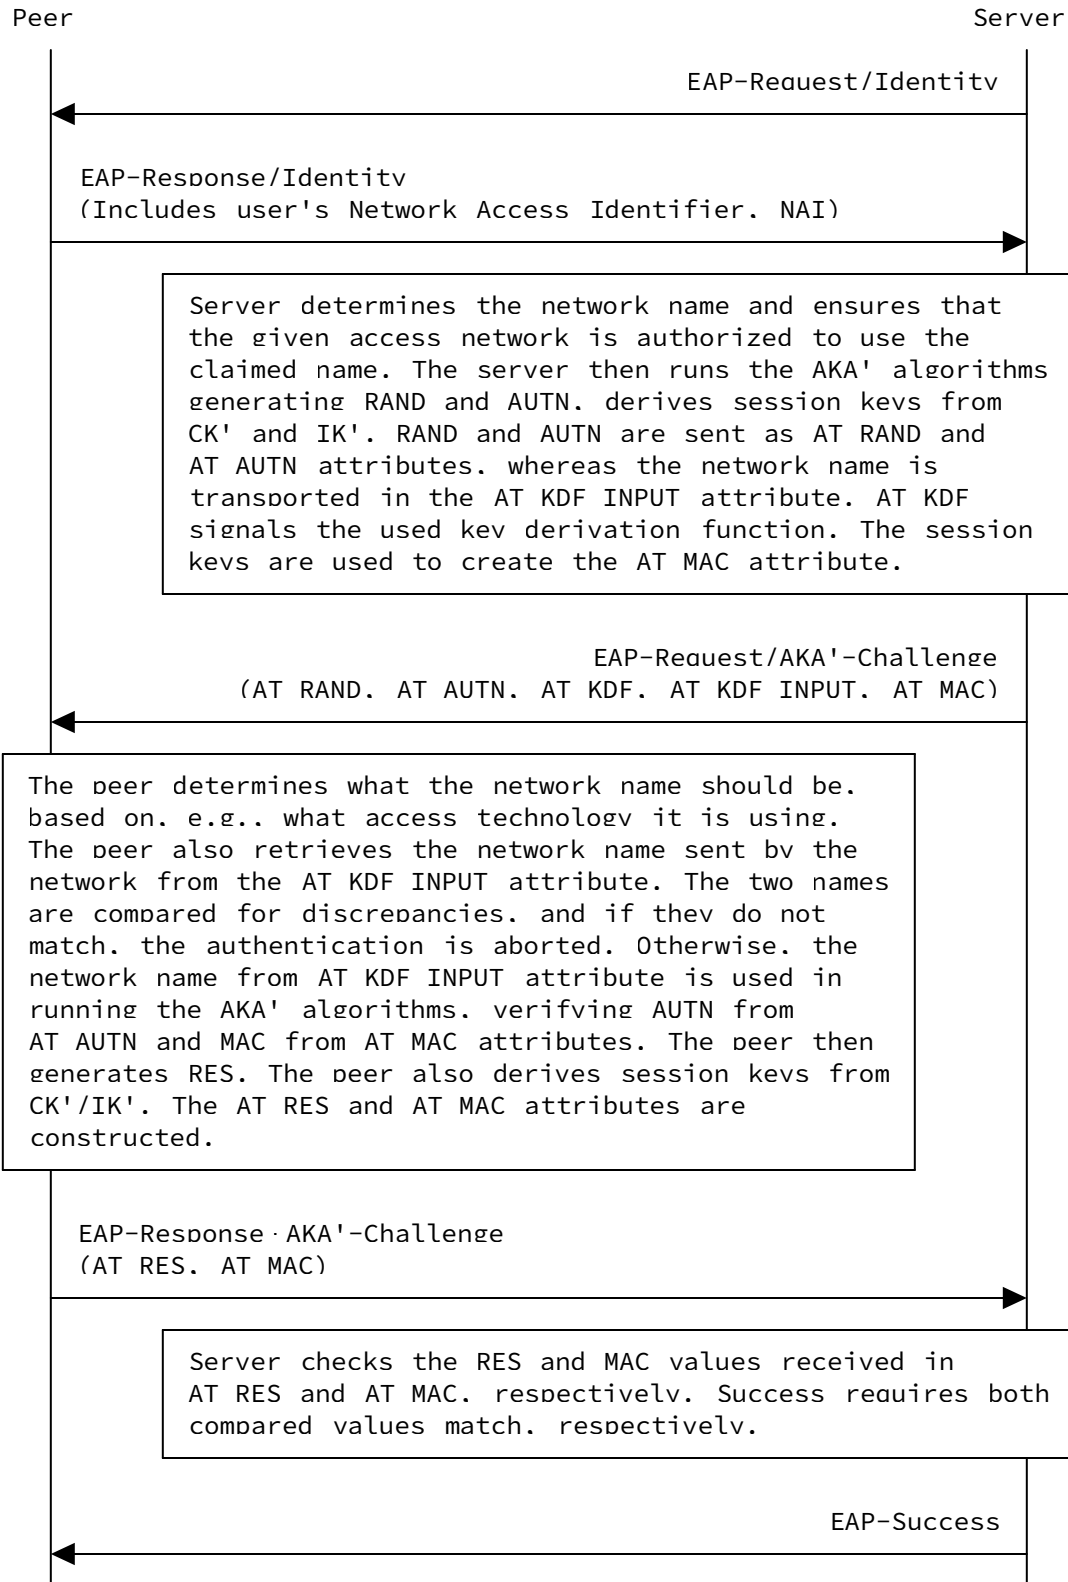 Peer Server
EAP-Request/Identity
EAP-Response/Identity
(Includes user's Network Access Identifier, NAI)
Server determines the network name and ensures that
the given access network is authorized to use the
claimed name. The server then runs the AKA' algorithms
generating RAND and AUTN, derives session keys from
CK' and IK'. RAND and AUTN are sent as AT_RAND and
AT_AUTN attributes, whereas the network name is
transported in the AT_KDF_INPUT attribute. AT_KDF
signals the used key derivation function. The session
keys are used to create the AT_MAC attribute.
EAP-Request/AKA'-Challenge
(AT_RAND, AT_AUTN, AT_KDF, AT_KDF_INPUT, AT_MAC)
The peer determines what the network name should be,
based on, e.g., what access technology it is using.
The peer also retrieves the network name sent by the
network from the AT_KDF_INPUT attribute. The two names
are compared for discrepancies, and if they do not
match, the authentication is aborted. Otherwise, the
network name from AT_KDF_INPUT attribute is used in
running the AKA' algorithms, verifying AUTN from
AT_AUTN and MAC from AT_MAC attributes. The peer then
generates RES. The peer also derives session keys from
CK'/IK'. The AT_RES and AT_MAC attributes are
constructed.
EAP-Response·AKA'-Challenge
(AT_RES, AT_MAC)
Server checks the RES and MAC values received in
AT_RES and AT_MAC, respectively. Success requires both
compared values match, respectively.
EAP-Success